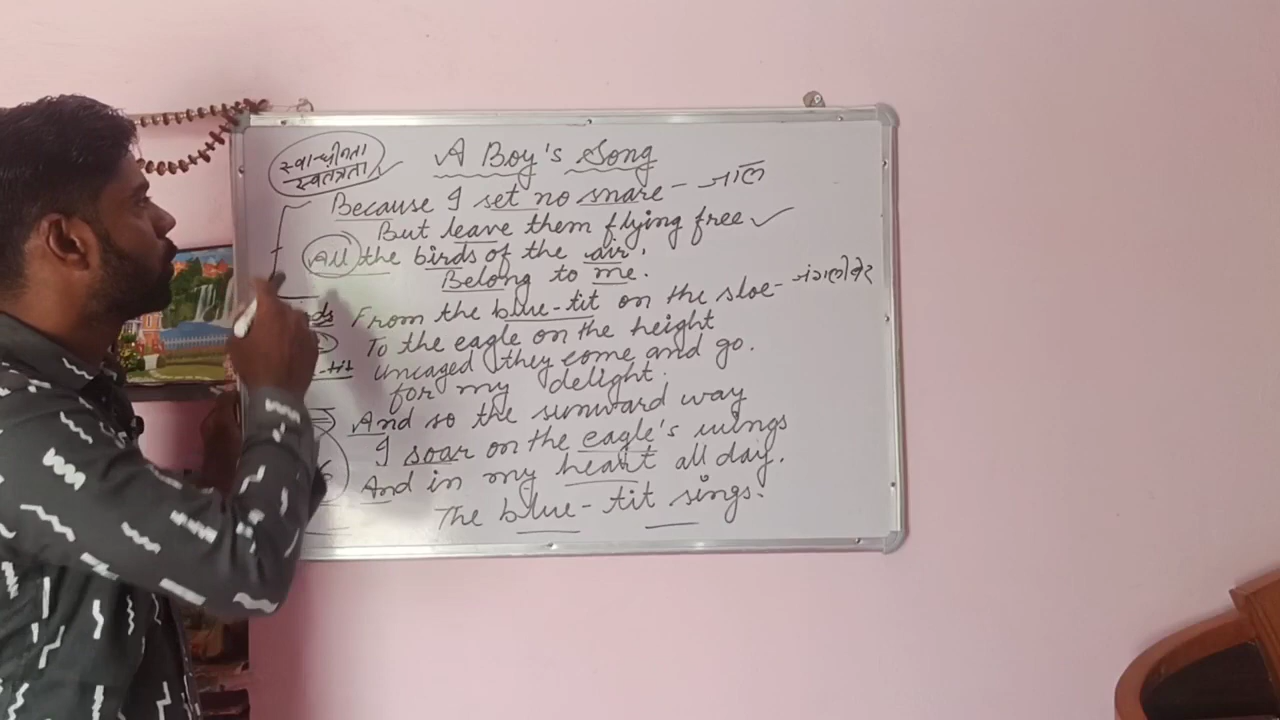 स्वाधीनता
स्वतंत्रता
A Boy's Song
Because I set no snare - जाल
But leave them flying free
All the birds of the air,
Belong to me.
From the blue-tit on the sloe - जंगली बेर
To the eagle on the height
Uncaged they come and go.
for my delight.
And so the sunward way
I soar on the eagle's wings
And in my heart all day.
The blue-tit sings.